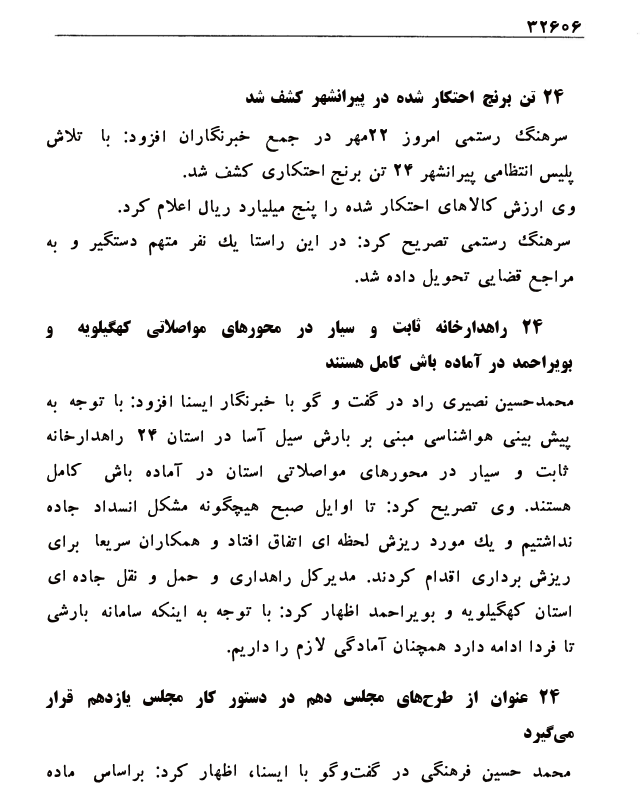 ۳۲۶۰۶
۲۴ تن برنج احتکار شده در پیرانشهر کشف شد
سرهنگ رستمی امروز ۲۲مهر در جمع خبرنگاران افزود: با تلاش
پلیس انتظامی پیرانشهر ۲۴ تن برنج احتکاری کشف شد.
وی ارزش کالاهای احتکار شده را پنج میلیارد ریال اعلام کرد.
سرهنگ رستمی تصریح کرد: در این راستا یك نفر متهم دستگیر و به
مراجع قضایی تحویل داده شد.
۲۴ راهدارخانه ثابت و سیار در محورهای مواصلاتی کهگیلویه و
بویراحمد در آماده باش کامل هستند
محمدحسین نصیری راد در گفت و گو با خبرنگار ایسنا افزود: با توجه به
پیش بینی هواشناسی مبنی بر بارش سیل آسا در استان ۲۴ راهدارخانه
ثابت و سیار در محورهای مواصلاتی استان در آماده باش کامل
هستند. وی تصریح کرد: تا اوایل صبح هیچگونه مشکل انسداد جاده
نداشتیم و یك مورد ریزش لحظه ای اتفاق افتاد و همکاران سریعا برای
ریزش برداری اقدام کردند. مدیرکل راهداری و حمل و نقل جاده ای
استان کهگیلویه و بویراحمد اظهار کرد: با توجه به اینکه سامانه بارشی
تا فردا ادامه دارد همچنان آمادگی لازم را داریم.
۲۴ عنوان از طرح‌های مجلس دهم در دستور کار مجلس یازدهم قرار
می‌گیرد
محمد حسین فرهنگی در گفت‌وگو با ایسنا، اظهار کرد: براساس ماده